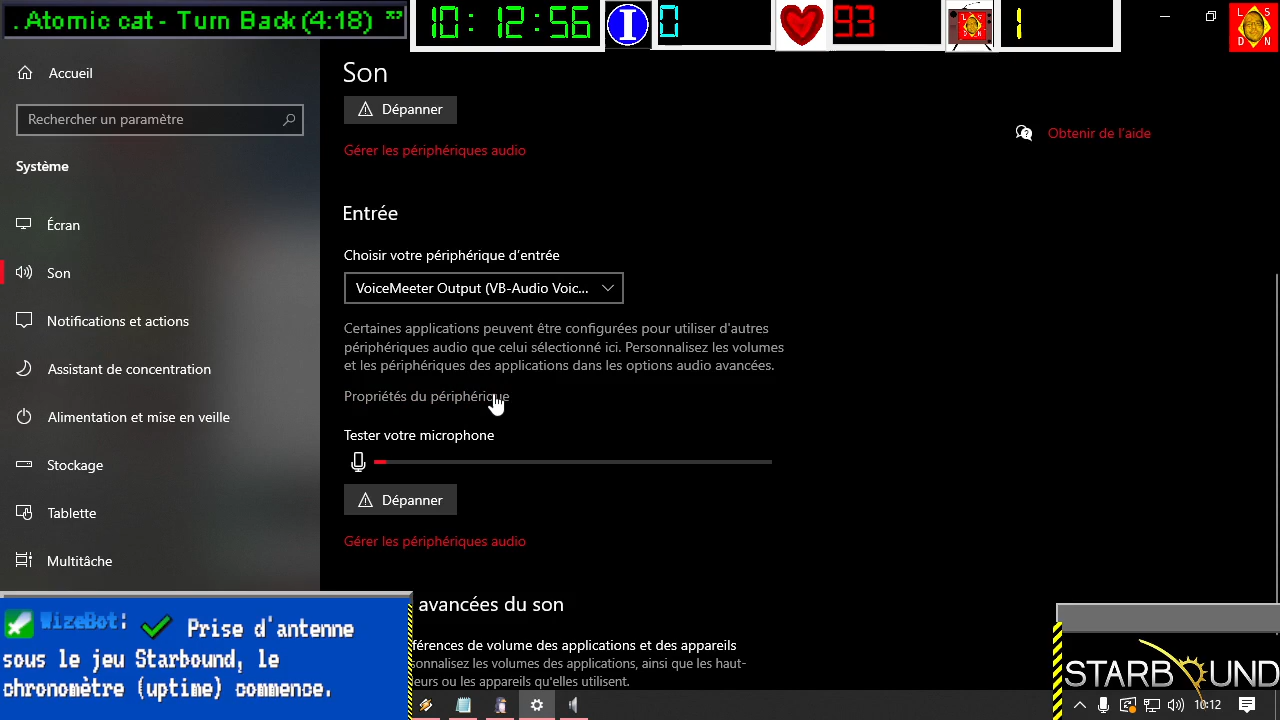 . Atomic cat - Turn Back (4:18) "
10:12:56
0
93
LS
SN
1
LS
DN
Accueil
Rechercher un paramètre
Système
Écran
Son
Notifications et actions
Assistant de concentration
Alimentation et mise en veille
Stockage
Tablette
Multitâche
Son
Dépanner
Gérer les périphériques audio
Obtenir de l'aide
Entrée
Choisir votre périphérique d'entrée
VoiceMeeter Output (VB-Audio Voic...
Certaines applications peuvent être configurées pour utiliser d'autres
périphériques audio que celui sélectionné ici. Personnalisez les volumes
et les périphériques des applications dans les options audio avancées.
Propriétés du périphérique
Tester votre microphone
Dépanner
Gérer les périphériques audio
avancées du son
férences de volume des applications et des appareils
sonnalisez les volumes des applications, ainsi que les haut-
eurs ou les appareils qu'elles utilisent.
WizeBot: Prise d'antenne
sous le jeu Starbound, le
chronomètre (uptime) commence.
STARBOUND
10:12